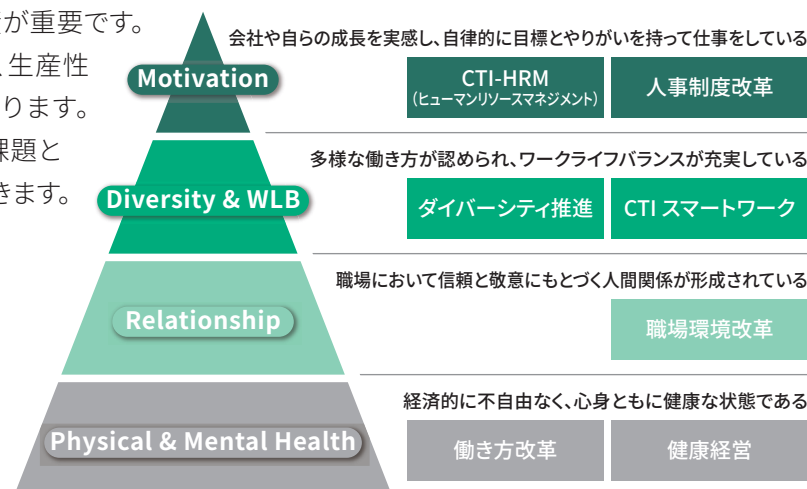 が重要です。
生産性
ります。
課題と
きます。
会社や自らの成長を実感し、自律的に目標とやりがいを持って仕事をしている
Motivation
CTI-HRM
(ヒューマンリソースマネジメント)
人事制度改革
多様な働き方が認められ、ワークライフバランスが充実している
Diversity & WLB
ダイバーシティ推進
CTI スマートワーク
職場において信頼と敬意にもとづく人間関係が形成されている
Relationship
職場環境改革
経済的に不自由なく、心身ともに健康な状態である
Physical & Mental Health
働き方改革
健康経営